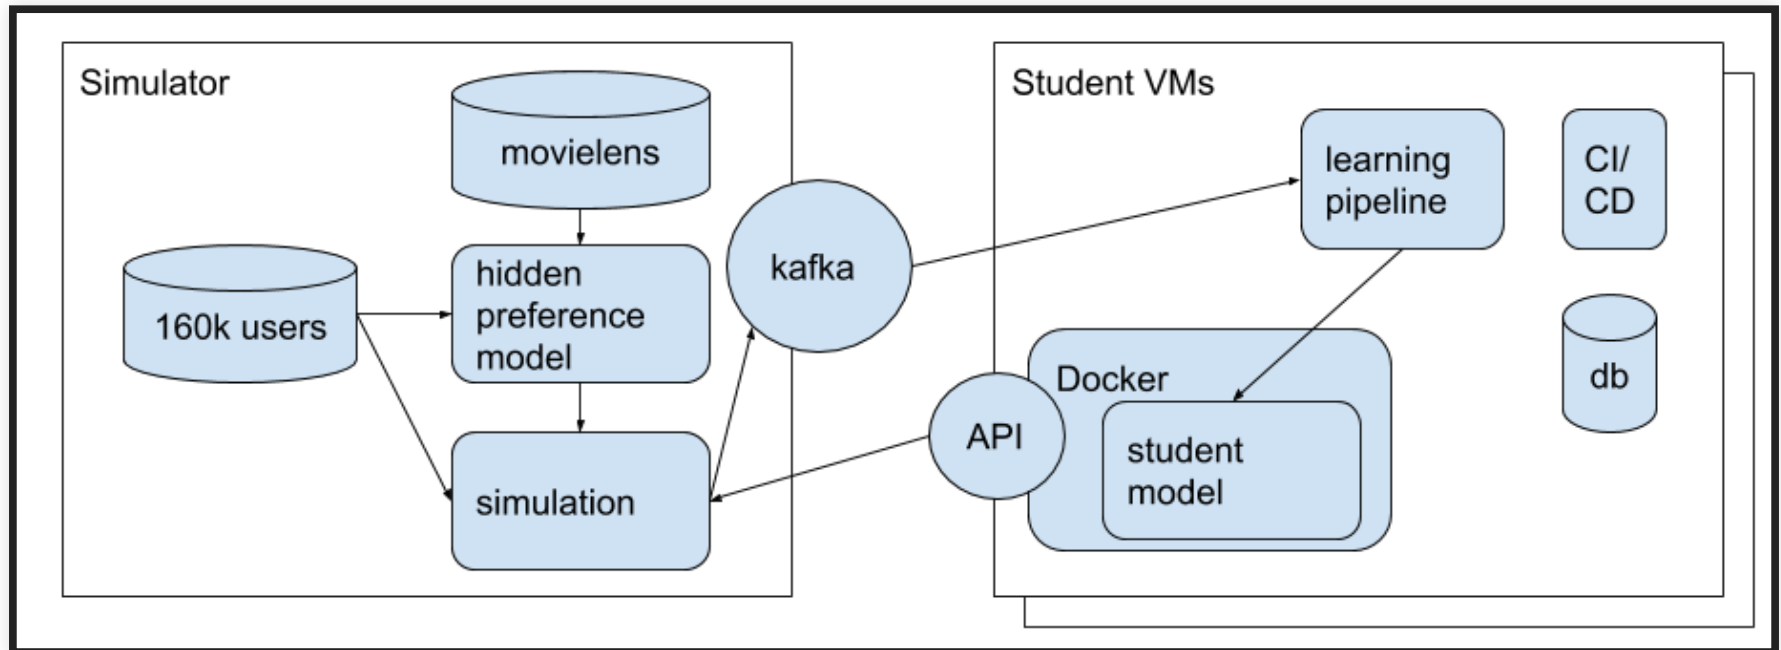 Simulator
movielens
160k users
hidden
preference
model
simulation
kafka
API
Student VMs
learning
pipeline
CI/
CD
Docker
student
model
db